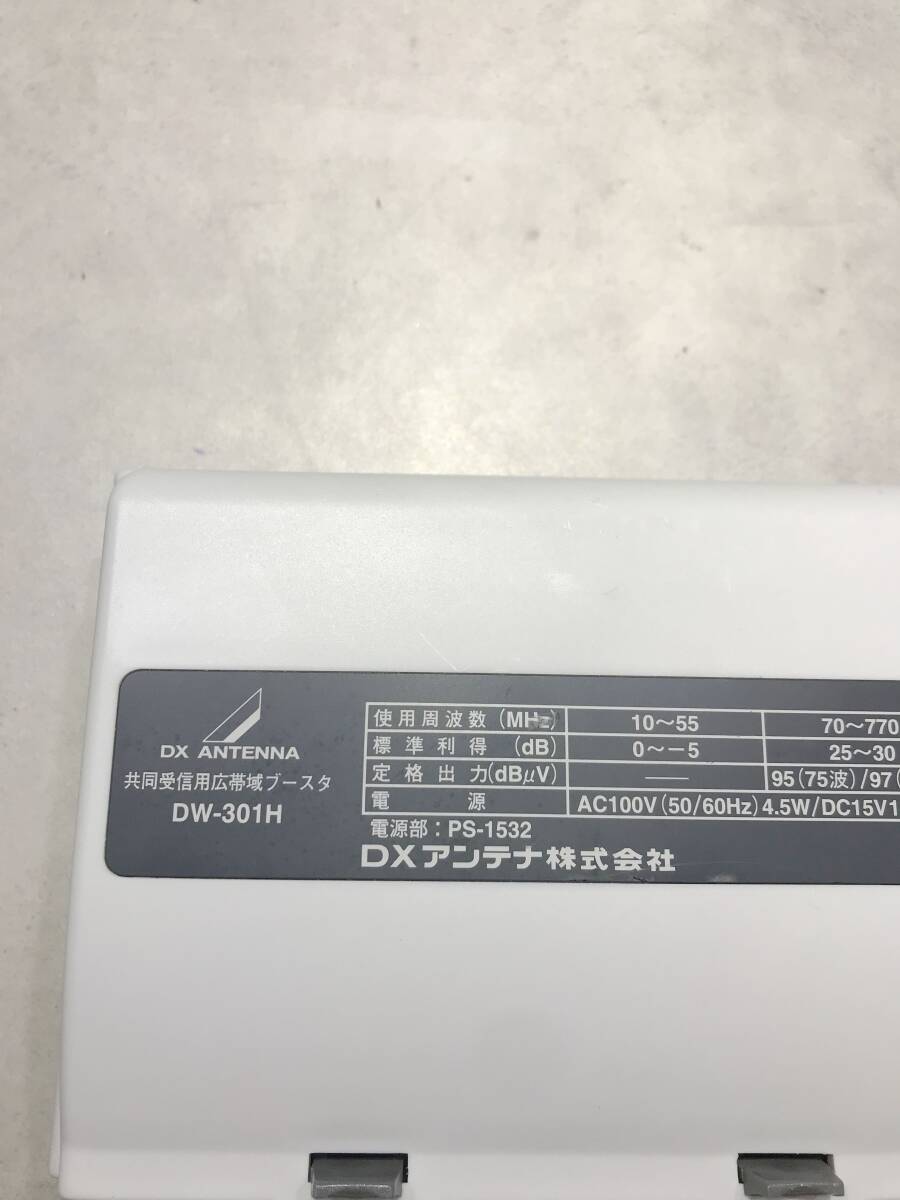 DX ANTENNA
共同受信用広帯域ブースタ
DW-301H
使用周波数(MHz) 10～55 70～770
標準利得 (dB) 0～-5 25～30
定格出力(dBμV) — 95(75波)/97(
電 源 AC100V(50/60Hz)4.5W/DC15V1
電源部：PS-1532
DXアンテナ株式会社